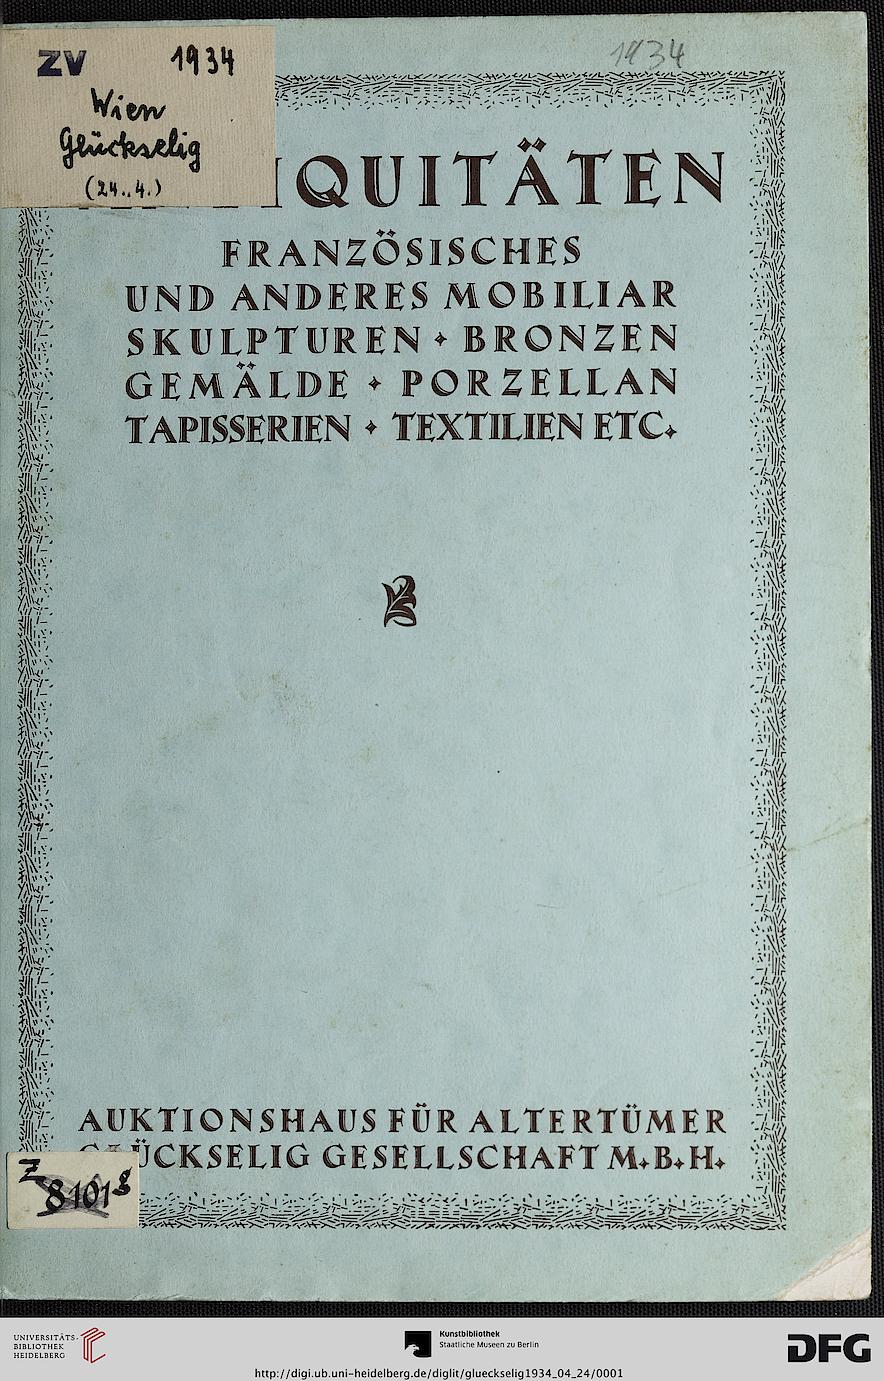 ZV 1934
Wien
Glückselig
(24..4.)
1934
IQUITÄTEN
FRANZÖSISCHES
UND ANDERES MOBILIAR
SKULPTUREN ✦ BRONZEN
GEMÄLDE ✦ PORZELLAN
TAPISSERIEN ✦ TEXTILIEN ETC.
AUKTIONSHAUS FÜR ALTERTÜMER
GLÜCKSELIG GESELLSCHAFT M.B.H.
Z
8101 g
UNIVERSITÄTS-
BIBLIOTHEK
HEIDELBERG
Kunstbibliothek
Staatliche Museen zu Berlin
DFG
http://digi.ub.uni-heidelberg.de/diglit/glueckselig1934_04_24/0001